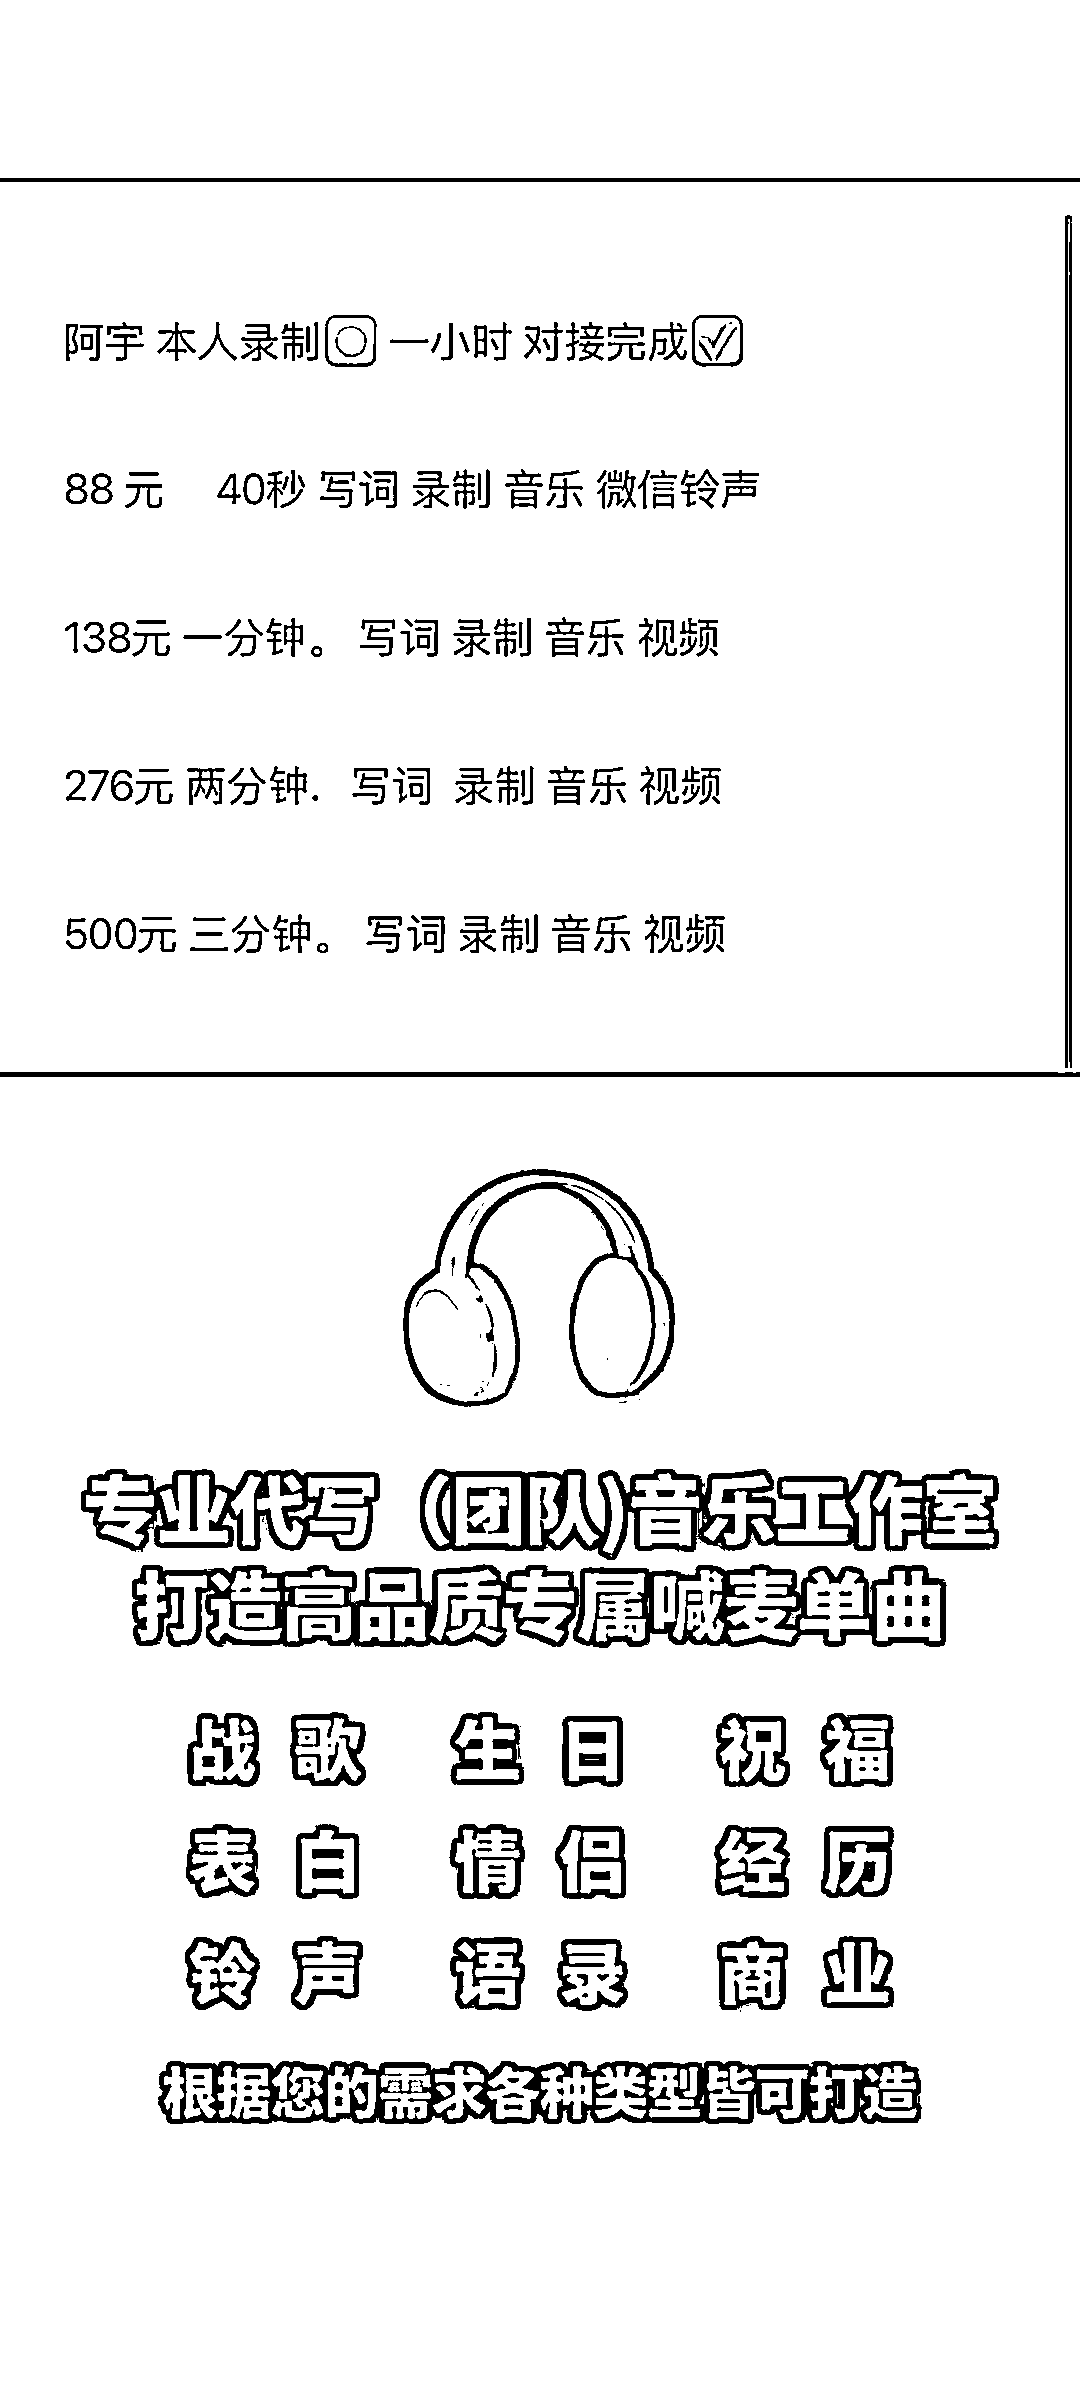 阿宇 本人录制 一小时 对接完成
88 元 40秒 写词 录制 音乐 微信铃声
138元 一分钟。 写词 录制 音乐 视频
276元 两分钟. 写词 录制 音乐 视频
500元 三分钟。 写词 录制 音乐 视频
专业代写 （团队）音乐工作室
打造高品质专属喊麦单曲
战歌 生日 祝福
表白 情侣 经历
铃声 语录 商业
根据您的需求各种类型皆可打造